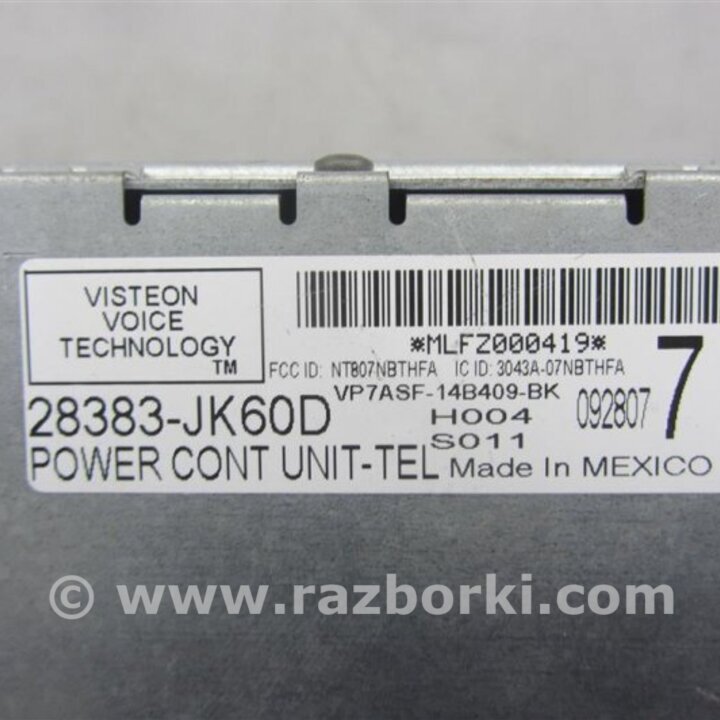 VISTEON
VOICE
TECHNOLOGY
TM
*MLFZ000419*
FCC ID: NT807NBTHFA IC ID: 3043A-07NBTHFA
VP7ASF-14B409-BK
28383-JK60D
H004
S011
092807
7
POWER CONT UNIT-TEL Made In MEXICO
© www.razborki.com